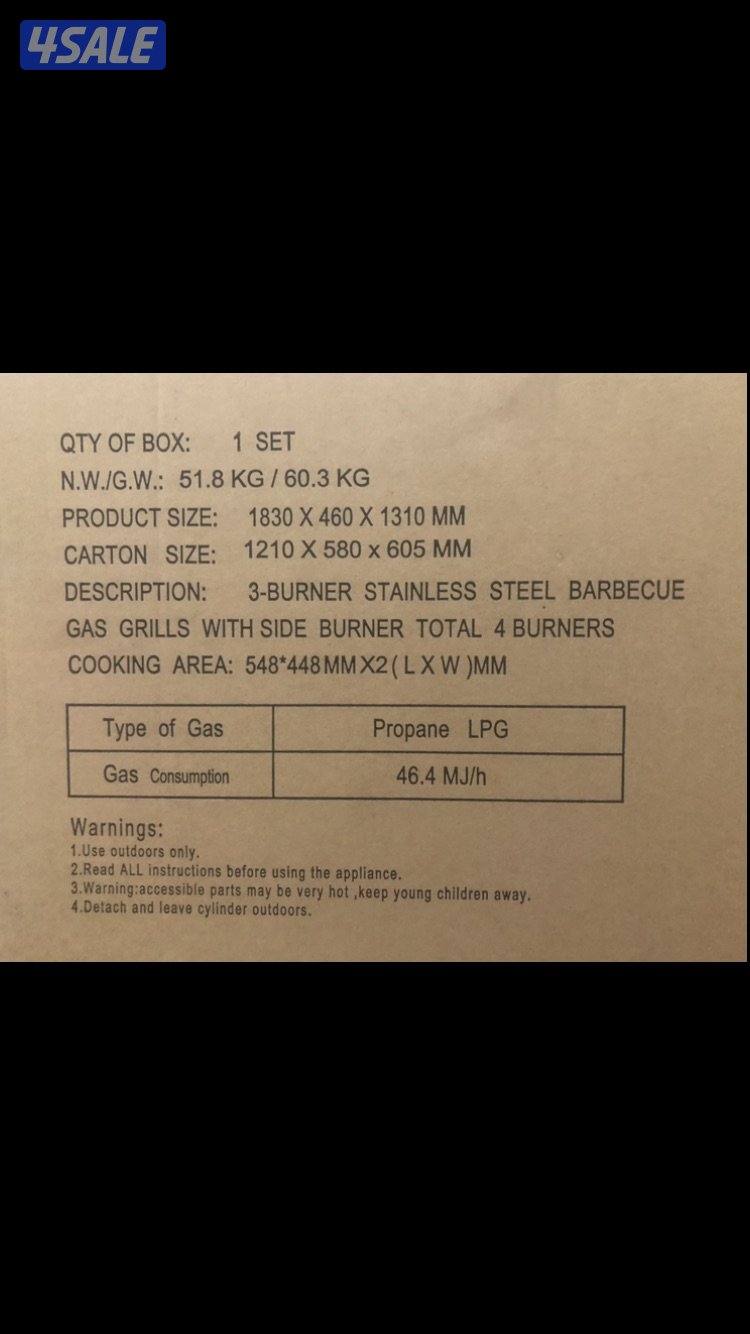 4SALE
QTY OF BOX: 1 SET
N.W./G.W.: 51.8 KG / 60.3 KG
PRODUCT SIZE: 1830 X 460 X 1310 MM
CARTON SIZE: 1210 X 580 x 605 MM
DESCRIPTION: 3-BURNER STAINLESS STEEL BARBECUE
GAS GRILLS WITH SIDE BURNER TOTAL 4 BURNERS
COOKING AREA: 548*448MMX2(LXW)MM
Type of Gas Propane LPG
Gas Consumption 46.4 MJ/h
Warnings:
1.Use outdoors only.
2.Read ALL instructions before using the appliance.
3.Warning:accessible parts may be very hot ,keep young children away.
4.Detach and leave cylinder outdoors.